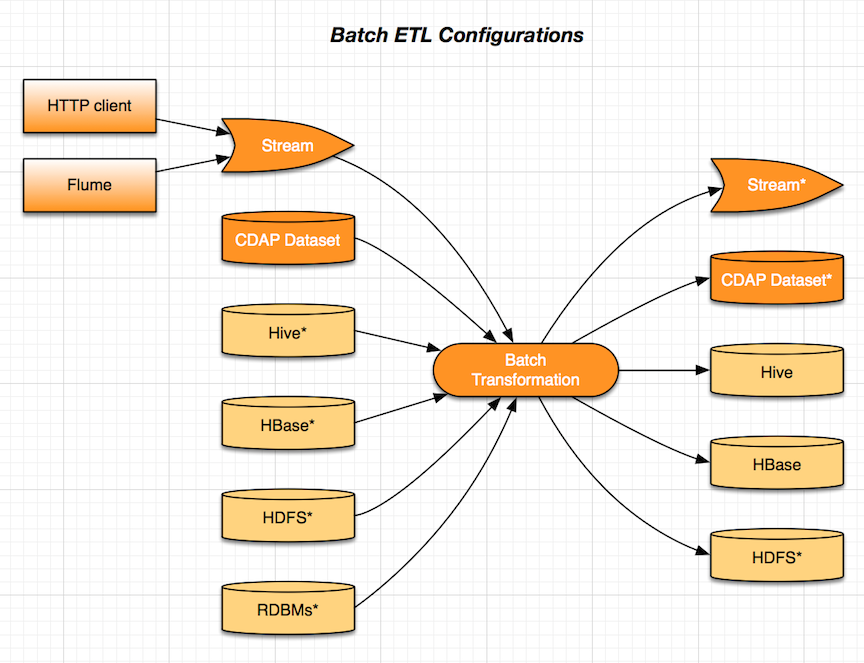 Batch ETL Configurations
HTTP client
Flume
Stream
CDAP Dataset
Hive*
HBase*
HDFS*
RDBMs*
Batch
Transformation
Stream*
CDAP Dataset*
Hive
HBase
HDFS*